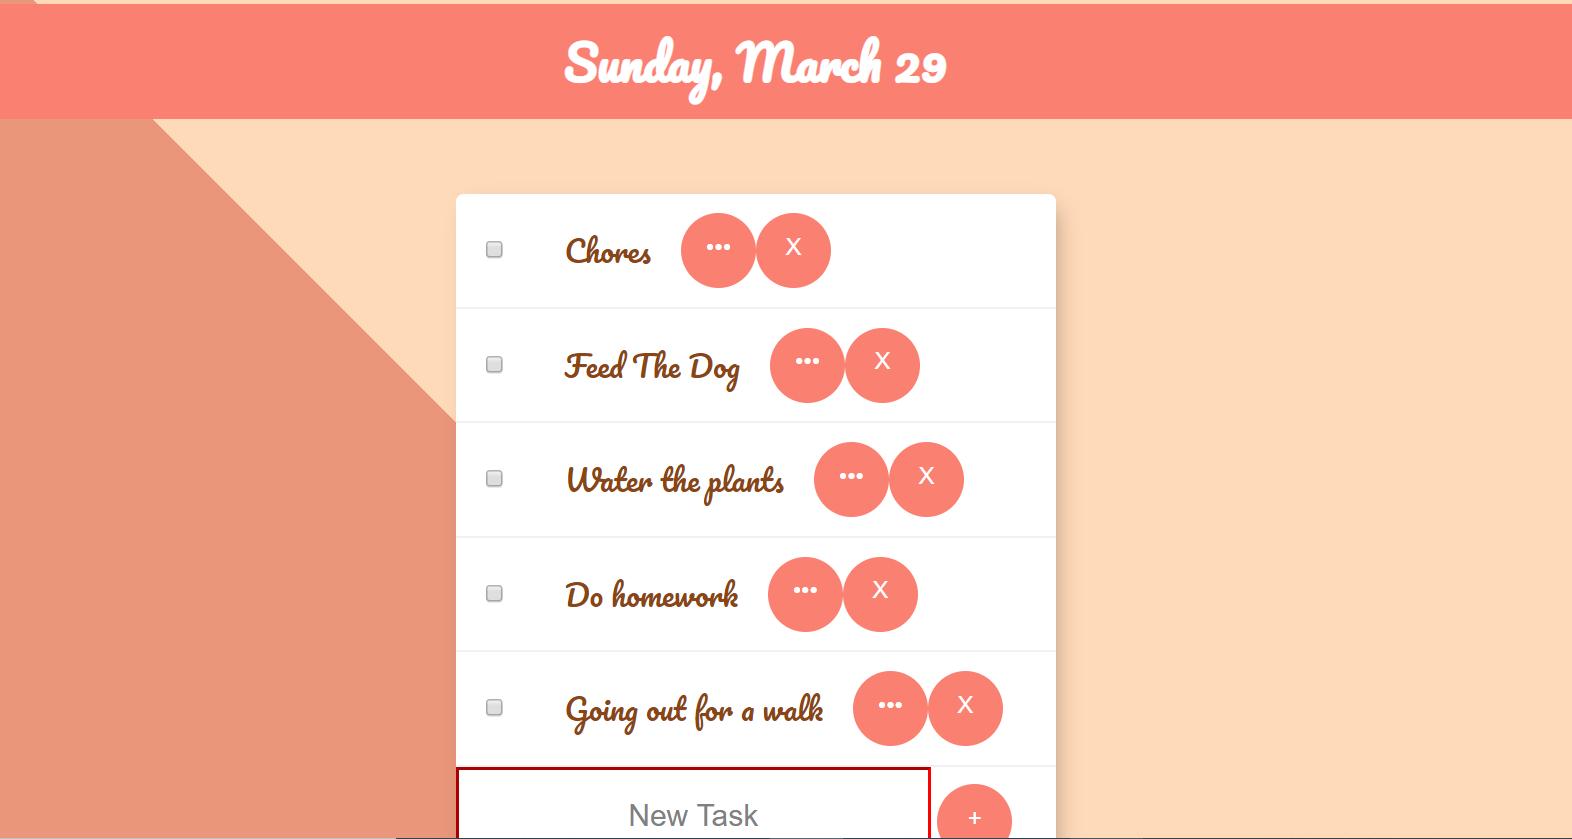 Sunday, March 29
Chores ••• X
Feed The Dog ••• X
Water the plants ••• X
Do homework ••• X
Going out for a walk ••• X
New Task +